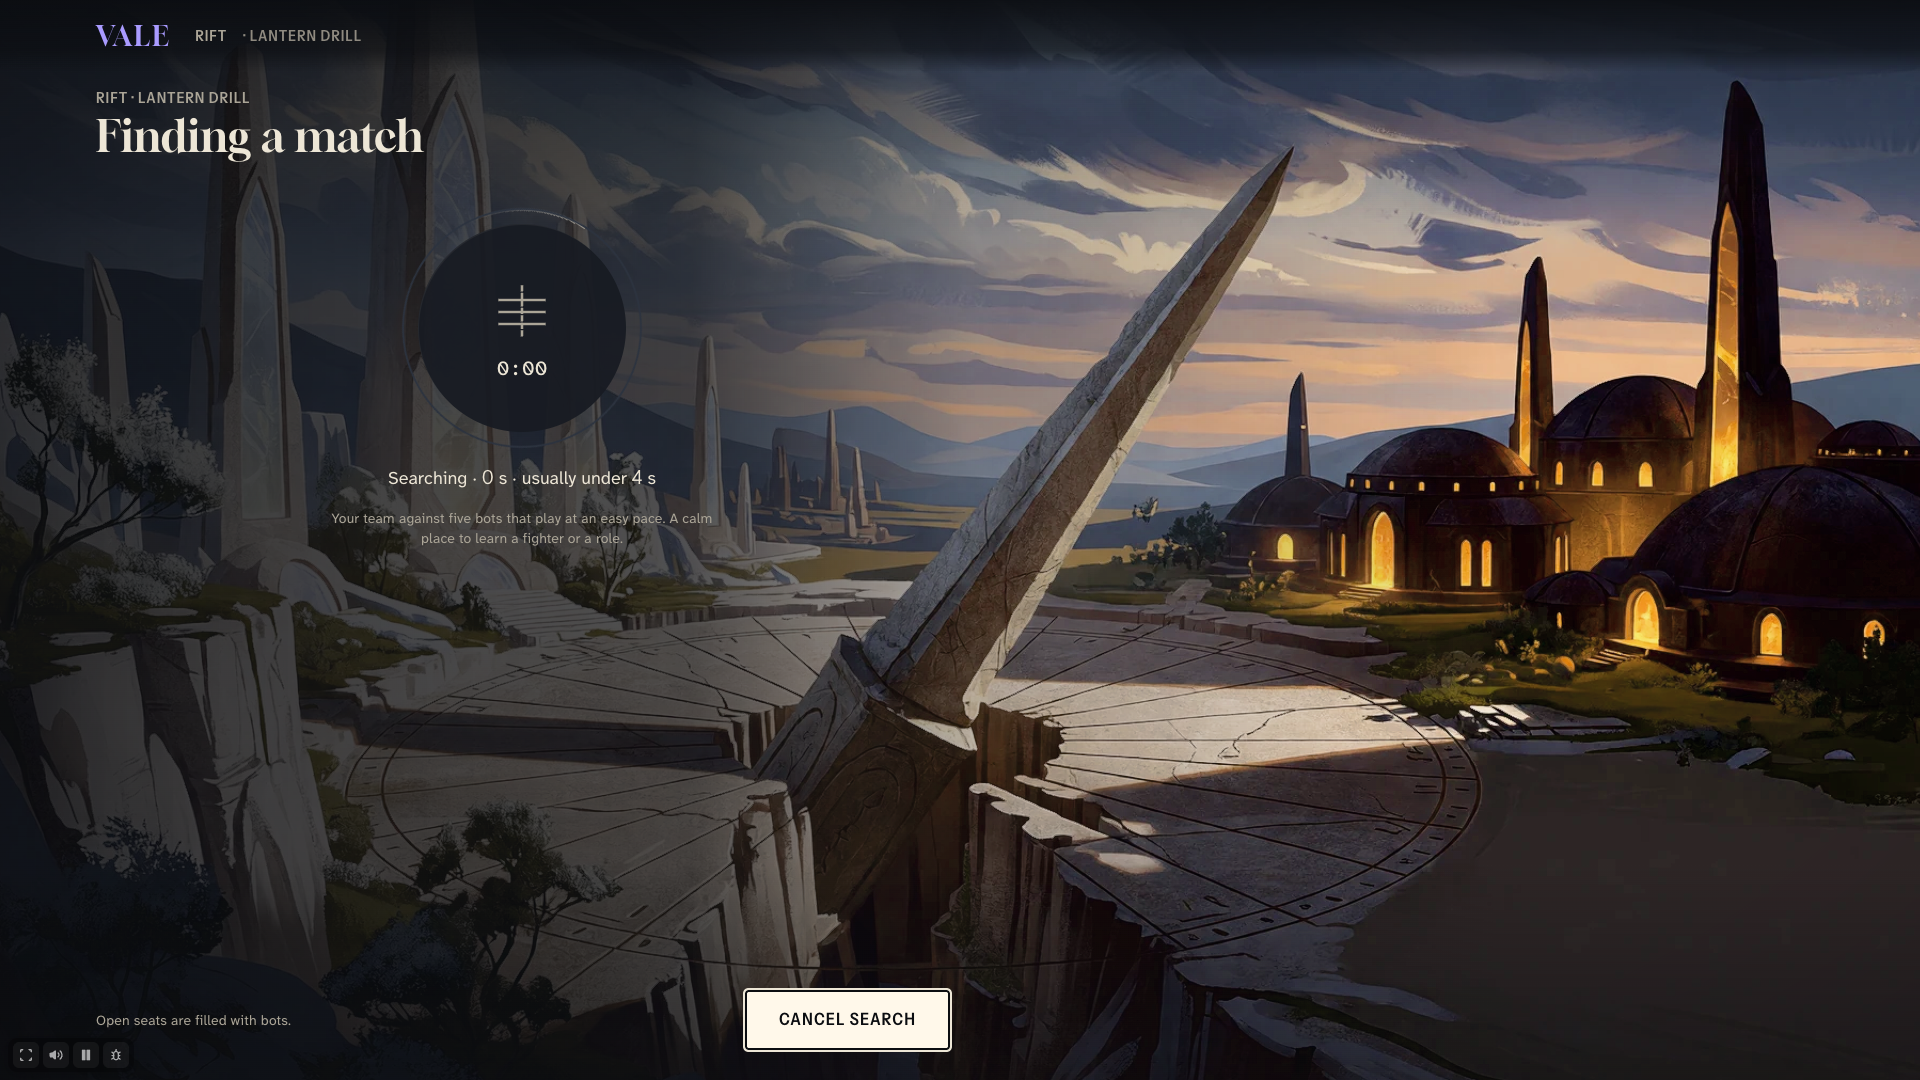 VALE RIFT · LANTERN DRILL
RIFT · LANTERN DRILL
Finding a match
0:00
Searching · 0 s · usually under 4 s
Your team against five bots that play at an easy pace. A calm
place to learn a fighter or a role.
Open seats are filled with bots.
CANCEL SEARCH